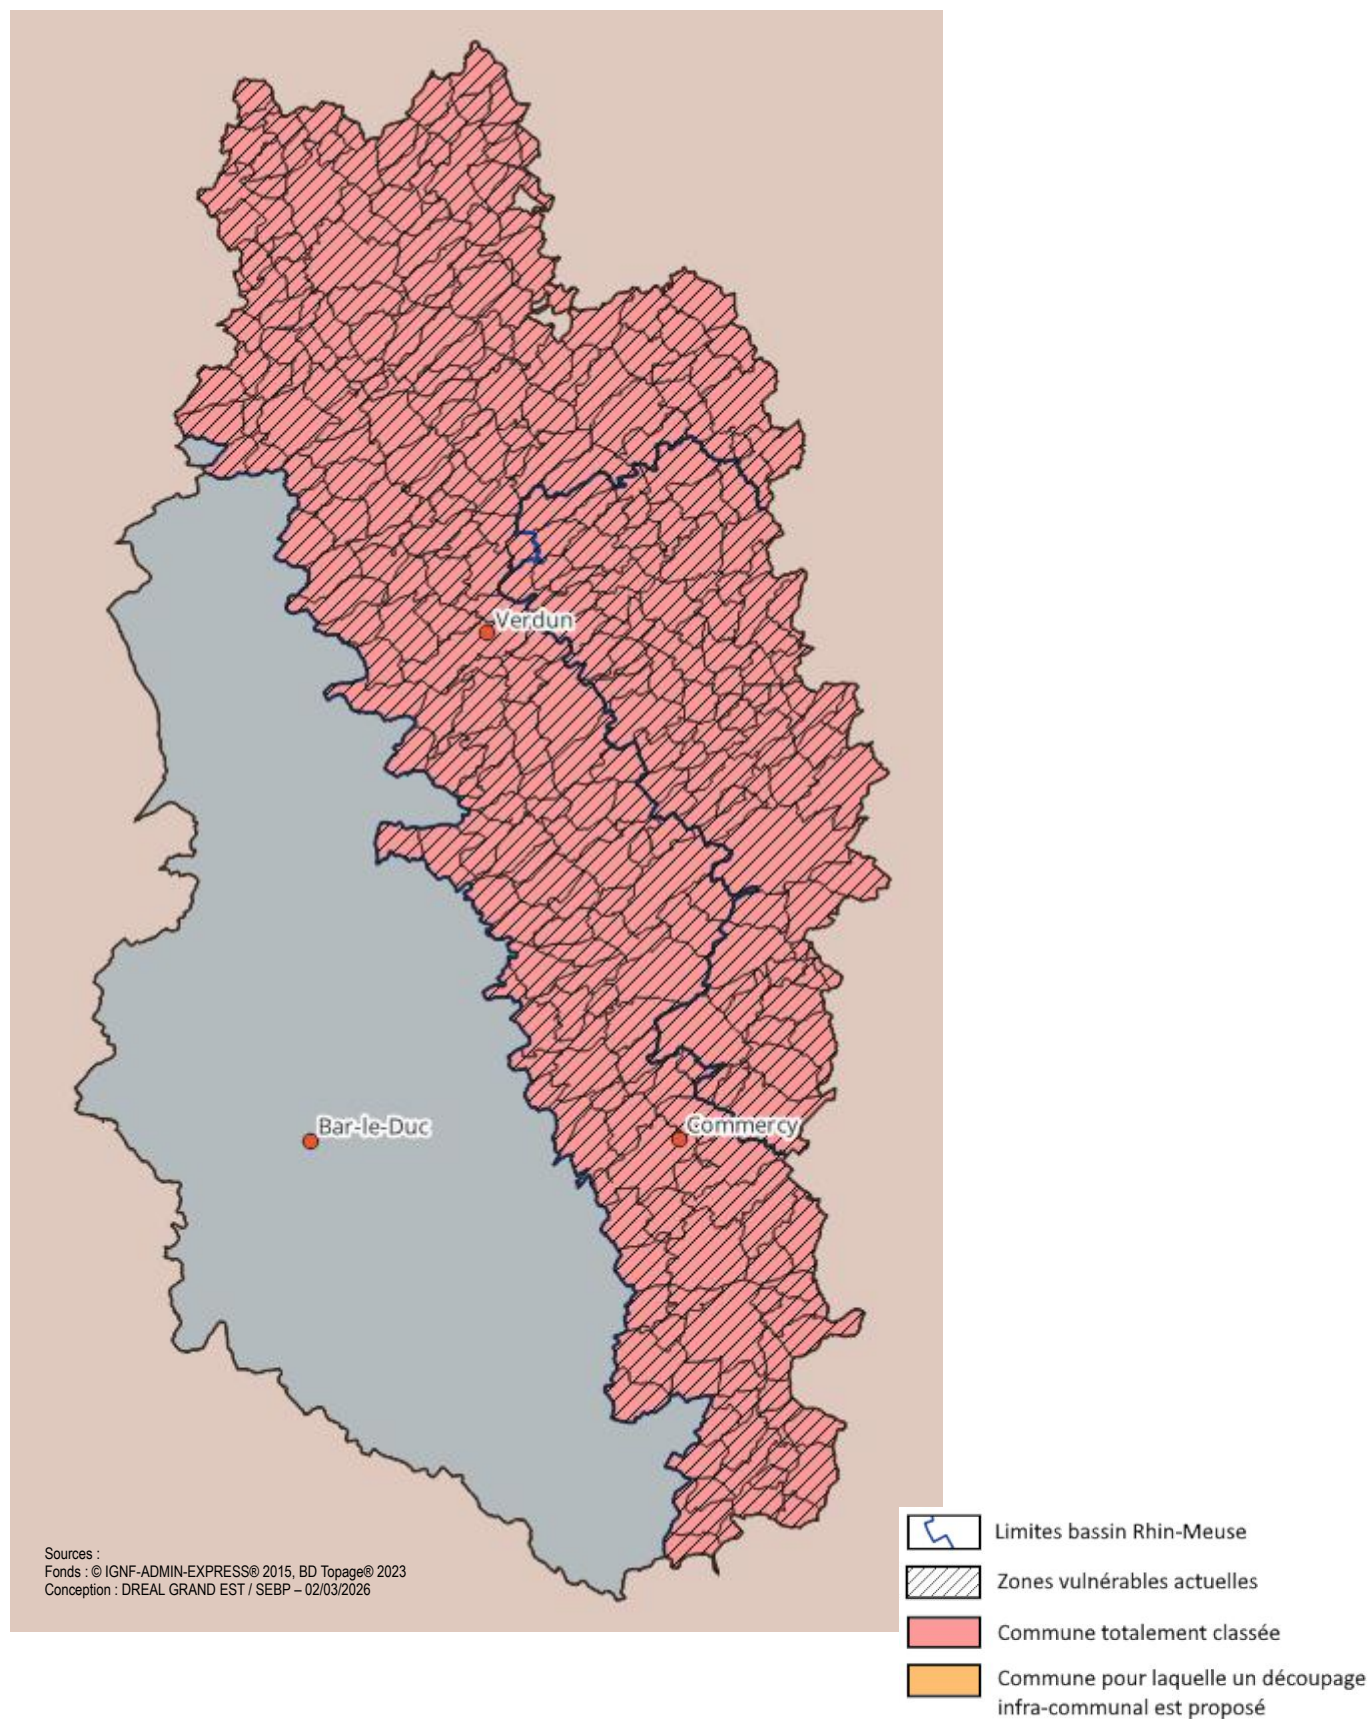 Verdun
Bar-le-Duc
Commercy
Sources :
Fonds : © IGNF-ADMIN-EXPRESS® 2015, BD Topage® 2023
Conception : DREAL GRAND EST / SEBP – 02/03/2026
Limites bassin Rhin-Meuse
Zones vulnérables actuelles
Commune totalement classée
Commune pour laquelle un découpage
infra-communal est proposé